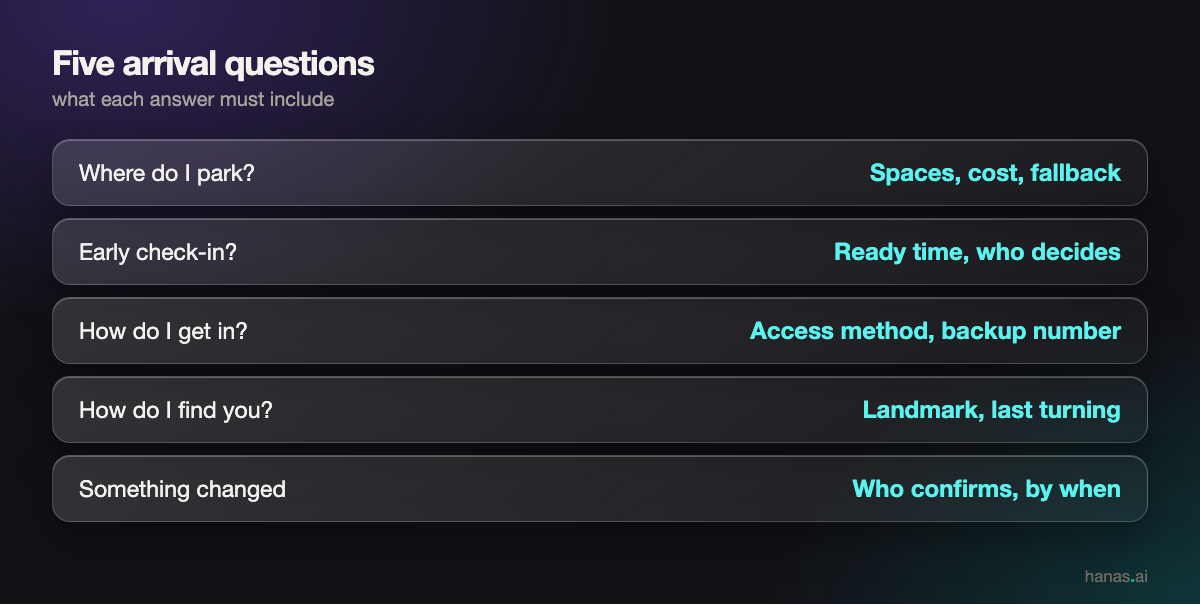 Five arrival questions
what each answer must include
Where do I park? Spaces, cost, fallback
Early check-in? Ready time, who decides
How do I get in? Access method, backup number
How do I find you? Landmark, last turning
Something changed Who confirms, by when
hanas.ai